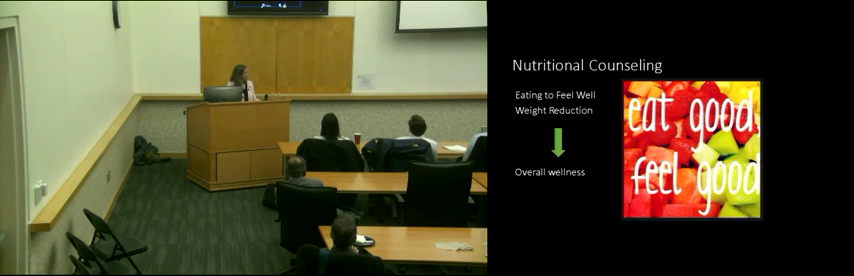 Nutritional Counseling
Eating to Feel Well
Weight Reduction
Overall wellness
eat good
feel good